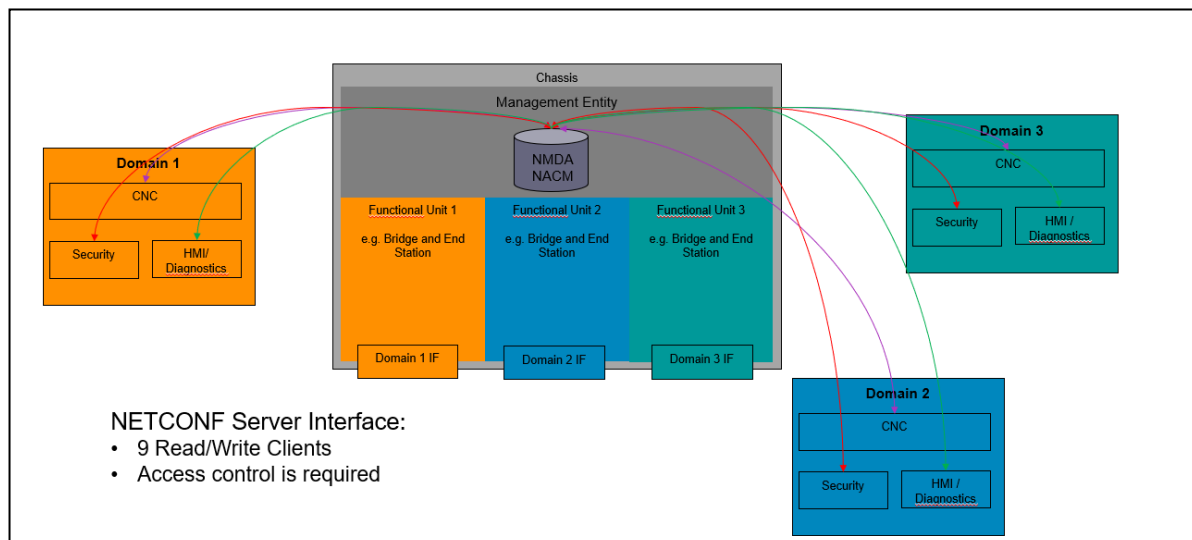 Chassis
Management Entity
NMDA
NACM
Domain 1
CNC
Security
HMI/
Diagnostics
Functional Unit 1
e.g. Bridge and End
Station
Functional Unit 2
e.g. Bridge and End
Station
Functional Unit 3
e.g. Bridge and End
Station
Domain 1 IF
Domain 2 IF
Domain 3 IF
Domain 3
CNC
Security
HMI /
Diagnostics
Domain 2
CNC
Security
HMI /
Diagnostics
NETCONF Server Interface:
• 9 Read/Write Clients
• Access control is required